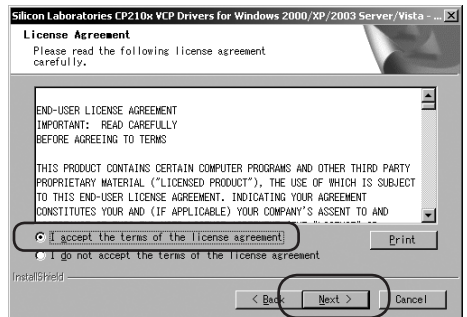 Silicon Laboratories CP210x VCP Drivers for Windows 2000/XP/2003 Server/Vista - ...
License Agreement
Please read the following license agreement
carefully.
END-USER LICENSE AGREEMENT
IMPORTANT: READ CAREFULLY
BEFORE AGREEING TO TERMS
THIS PRODUCT CONTAINS CERTAIN COMPUTER PROGRAMS AND OTHER THIRD PARTY
PROPRIETARY MATERIAL ("LICENSED PRODUCT"), THE USE OF WHICH IS SUBJECT
TO THIS END-USER LICENSE AGREEMENT. INDICATING YOUR AGREEMENT
CONSTITUTES YOUR AND (IF APPLICABLE) YOUR COMPANY'S ASSENT TO AND
I accept the terms of the license agreement
Print
I do not accept the terms of the license agreement
InstallShield
< Back Next > Cancel